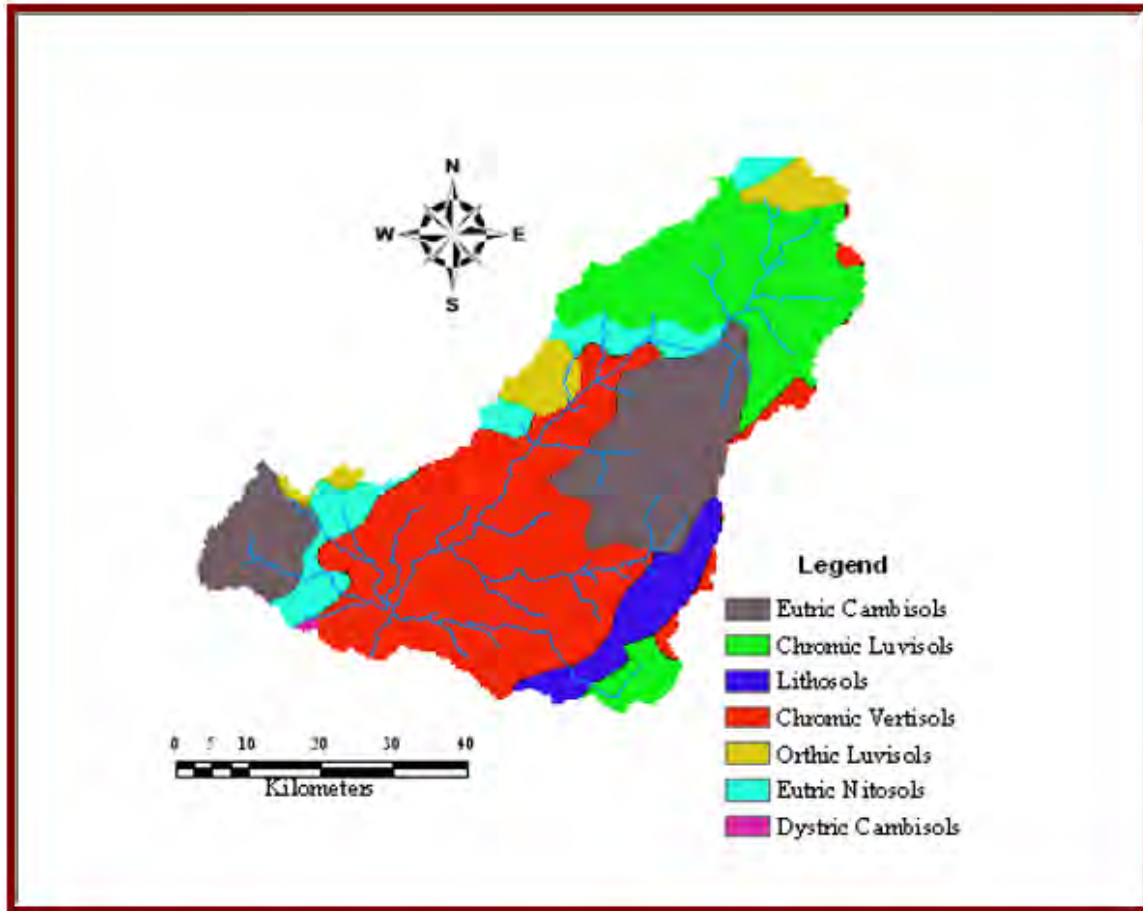 N
W E
S
Legend
Eutric Cambisols
Chromic Luvisols
Lithosols
Chromic Vertisols
Orthic Luvisols
Eutric Nitosols
Dystric Cambisols
0 5 10 20 30 40
Kilometers